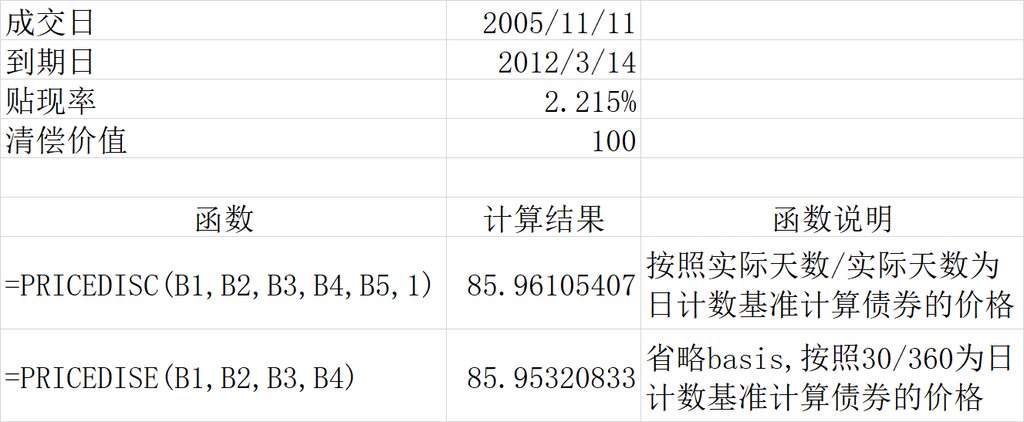 成交日 2005/11/11
到期日 2012/3/14
贴现率 2.215%
清偿价值 100
函数 计算结果 函数说明
=PRICEDISC(B1,B2,B3,B4,B5,1) 85.96105407 按照实际天数/实际天数为
日计数基准计算债券的价格
=PRICEDISE(B1,B2,B3,B4) 85.95320833 省略basis,按照30/360为日
计数基准计算债券的价格